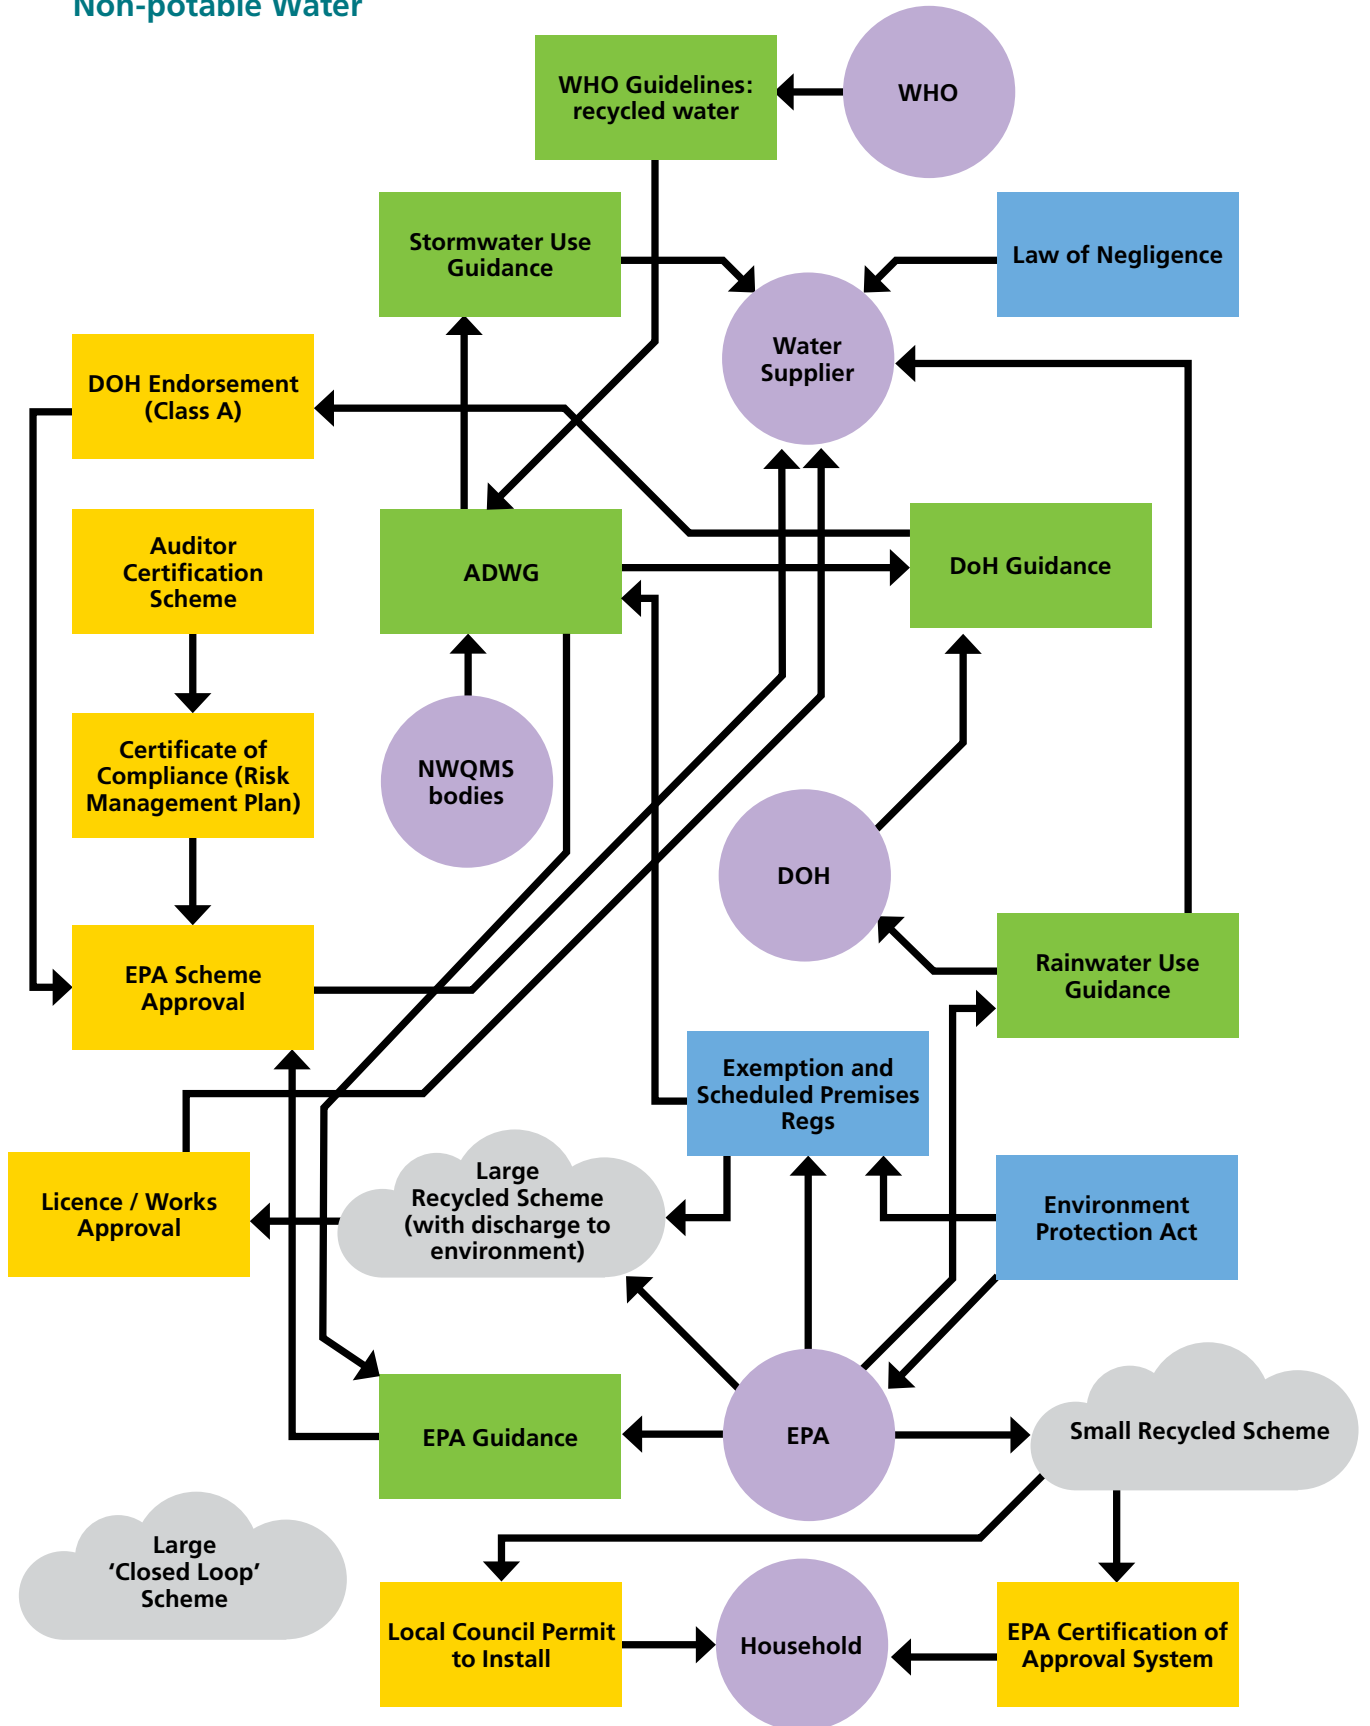 Non-potable Water
WHO Guidelines:
recycled water
WHO
Stormwater Use
Guidance
Law of Negligence
Water
Supplier
DOH Endorsement
(Class A)
Auditor
Certification
Scheme
ADWG
DoH Guidance
Certificate of
Compliance (Risk
Management Plan)
NWQMS
bodies
DOH
EPA Scheme
Approval
Rainwater Use
Guidance
Exemption and
Scheduled Premises
Regs
Licence / Works
Approval
Large
Recycled Scheme
(with discharge to
environment)
Environment
Protection Act
EPA Guidance
EPA
Small Recycled Scheme
Large
‘Closed Loop’
Scheme
Local Council Permit
to Install
Household
EPA Certification of
Approval System